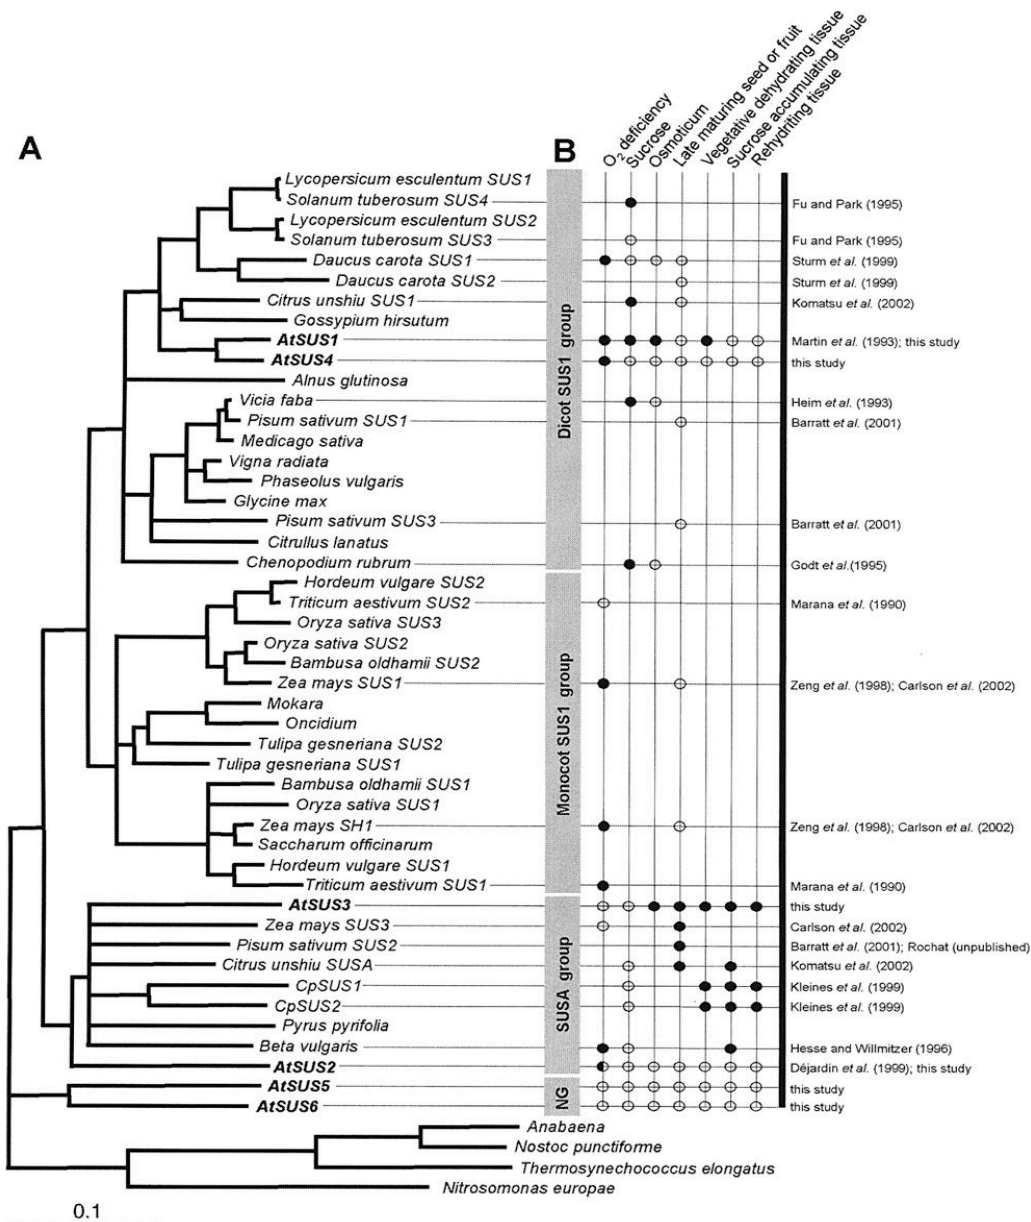 A
B
O2 deficiency
Sucrose
Osmoticum
Late maturing seed or fruit
Vegetative dehydrating tissue
Sucrose accumulating tissue
Rehydriting tissue
Lycopersicum esculentum SUS1
Solanum tuberosum SUS4 Fu and Park (1995)
Lycopersicum esculentum SUS2
Solanum tuberosum SUS3 Fu and Park (1995)
Daucus carota SUS1 Sturm et al. (1999)
Daucus carota SUS2 Sturm et al. (1999)
Citrus unshiu SUS1 Komatsu et al. (2002)
Gossypium hirsutum
AtSUS1 Martin et al. (1993); this study
AtSUS4 this study
Alnus glutinosa
Vicia faba Heim et al. (1993)
Pisum sativum SUS1 Barratt et al. (2001)
Medicago sativa
Vigna radiata
Phaseolus vulgaris
Glycine max
Pisum sativum SUS3 Barratt et al. (2001)
Citrullus lanatus
Chenopodium rubrum Godt et al.(1995)
Dicot SUS1 group
Hordeum vulgare SUS2
Triticum aestivum SUS2 Marana et al. (1990)
Oryza sativa SUS3
Oryza sativa SUS2
Bambusa oldhamii SUS2
Zea mays SUS1 Zeng et al. (1998); Carlson et al. (2002)
Mokara
Oncidium
Tulipa gesneriana SUS2
Tulipa gesneriana SUS1
Bambusa oldhamii SUS1
Oryza sativa SUS1
Zea mays SH1 Zeng et al. (1998); Carlson et al. (2002)
Saccharum officinarum
Hordeum vulgare SUS1
Triticum aestivum SUS1 Marana et al. (1990)
Monocot SUS1 group
AtSUS3 this study
Zea mays SUS3 Carlson et al. (2002)
Pisum sativum SUS2 Barratt et al. (2001); Rochat (unpublished)
Citrus unshiu SUSA Komatsu et al. (2002)
CpSUS1 Kleines et al. (1999)
CpSUS2 Kleines et al. (1999)
Pyrus pyrifolia
Beta vulgaris Hesse and Willmitzer (1996)
AtSUS2 Déjardin et al. (1999); this study
SUSA group
AtSUS5 this study
AtSUS6 this study
NG
Anabaena
Nostoc punctiforme
Thermosynechococcus elongatus
Nitrosomonas europae
0.1